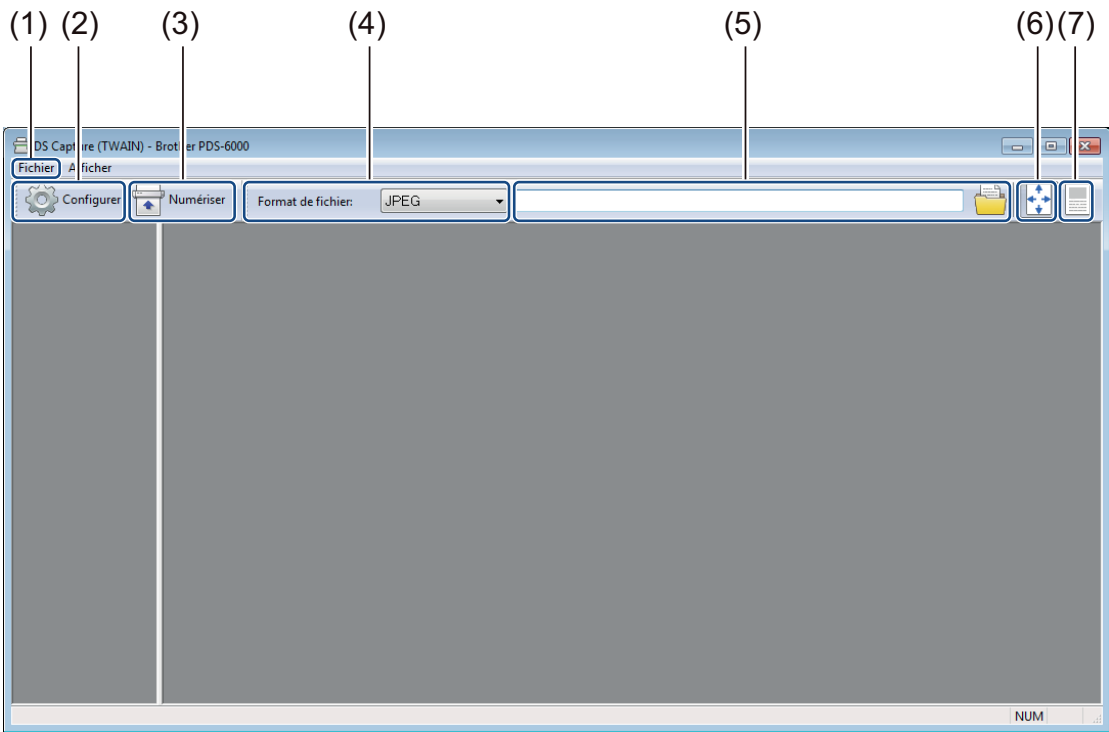 (1) (2) (3) (4) (5) (6) (7)
DS Capture (TWAIN) - Brother PDS-6000
Fichier Afficher
Configurer Numériser Format de fichier: JPEG
NUM